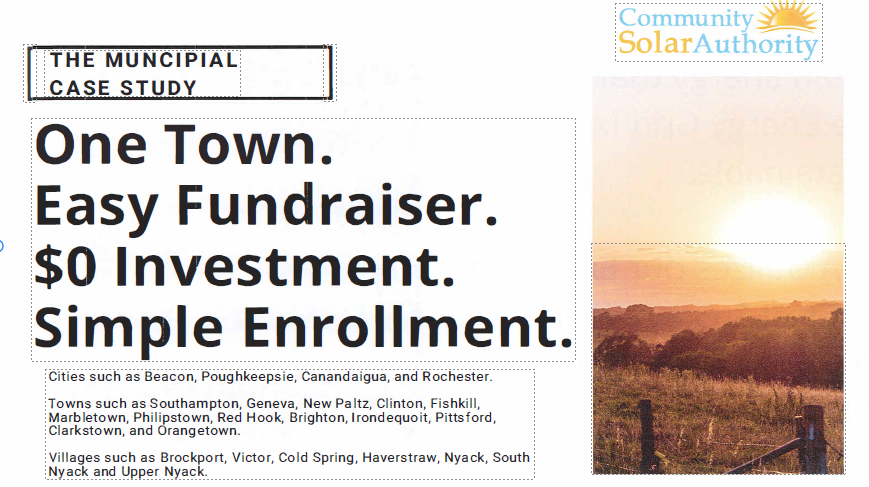 Community
SolarAuthority
THE MUNCIPIAL
CASE STUDY
One Town.
Easy Fundraiser.
$0 Investment.
Simple Enrollment.
Cities such as Beacon, Poughkeepsie, Canandaigua, and Rochester.
Towns such as Southampton, Geneva, New Paltz, Clinton, Fishkill,
Marbletown, Philipstown, Red Hook, Brighton, Irondequoit, Pittsford,
Clarkstown, and Orangetown.
Villages such as Brockport, Victor, Cold Spring, Haverstraw, Nyack, South
Nyack and Upper Nyack.